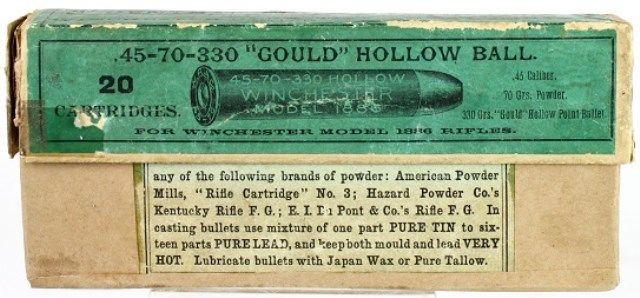 .45-70-330 "GOULD" HOLLOW BALL.
20
CARTRIDGES.
45-70-330 HOLLOW
WINCHESTER
MODEL 1886
.45 Caliber,
70 Grs. Powder,
330 Grs. "Gould" Hollow Point Bullet.
FOR WINCHESTER MODEL 1886 RIFLES.
any of the following brands of powder: American Powder
Mills, "Rifle Cartridge" No. 3; Hazard Powder Co.'s
Kentucky Rifle F. G.; E. I. D Pont & Co.'s Rifle F. G. In
casting bullets use mixture of one part PURE TIN to six-
teen parts PURE LEAD, and keep both mould and lead VERY
HOT. Lubricate bullets with Japan Wax or Pure Tallow.